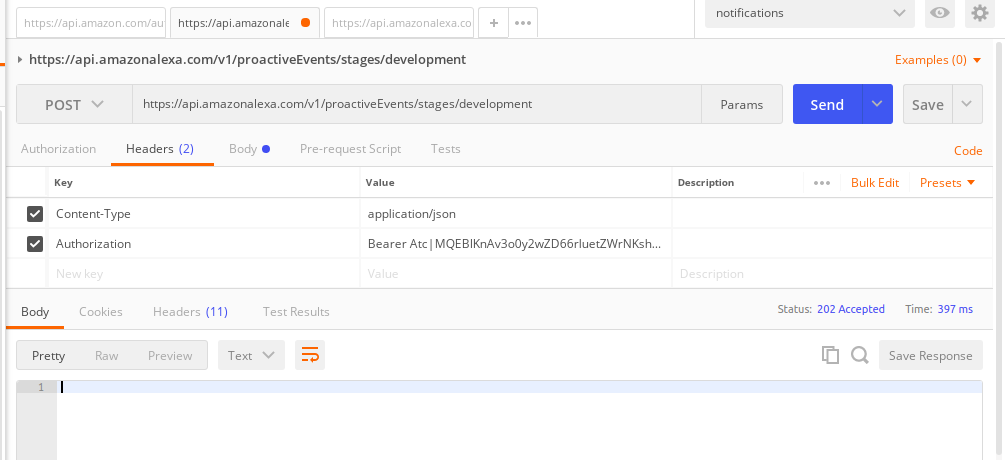 https://api.amazon.com/au
https://api.amazonale
https://api.amazonalexa.co
+
•••
notifications
https://api.amazonalexa.com/v1/proactiveEvents/stages/development
Examples (0)
POST
https://api.amazonalexa.com/v1/proactiveEvents/stages/development
Params
Send
Save
Authorization
Headers (2)
Body
Pre-request Script
Tests
Code
Key
Value
Description
•••
Bulk Edit
Presets
Content-Type
application/json
Authorization
Bearer Atc|MQEBIKnAv3o0y2wZD66rluetZWrNKsh...
New key
Value
Description
Body
Cookies
Headers (11)
Test Results
Status: 202 Accepted
Time: 397 ms
Pretty
Raw
Preview
Text
Save Response
1